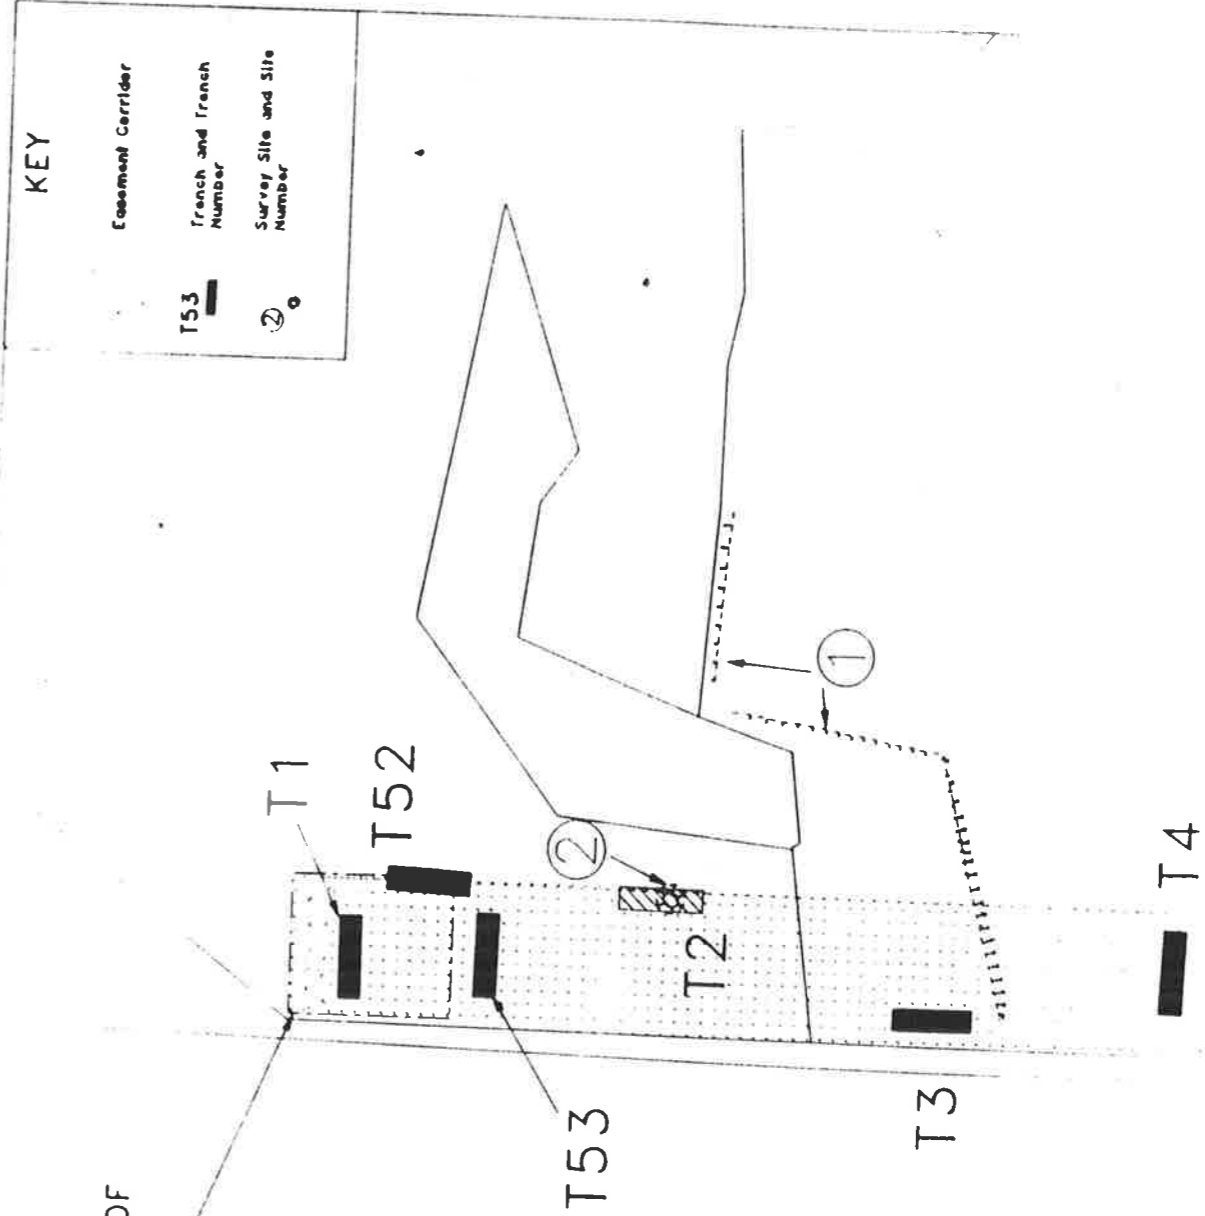 KEY
Easement Corridor
T53
Trench and Trench
Number
②
Survey Site and Site
Number
T1
T52
②
T2
①
T4
T53
T3
OF